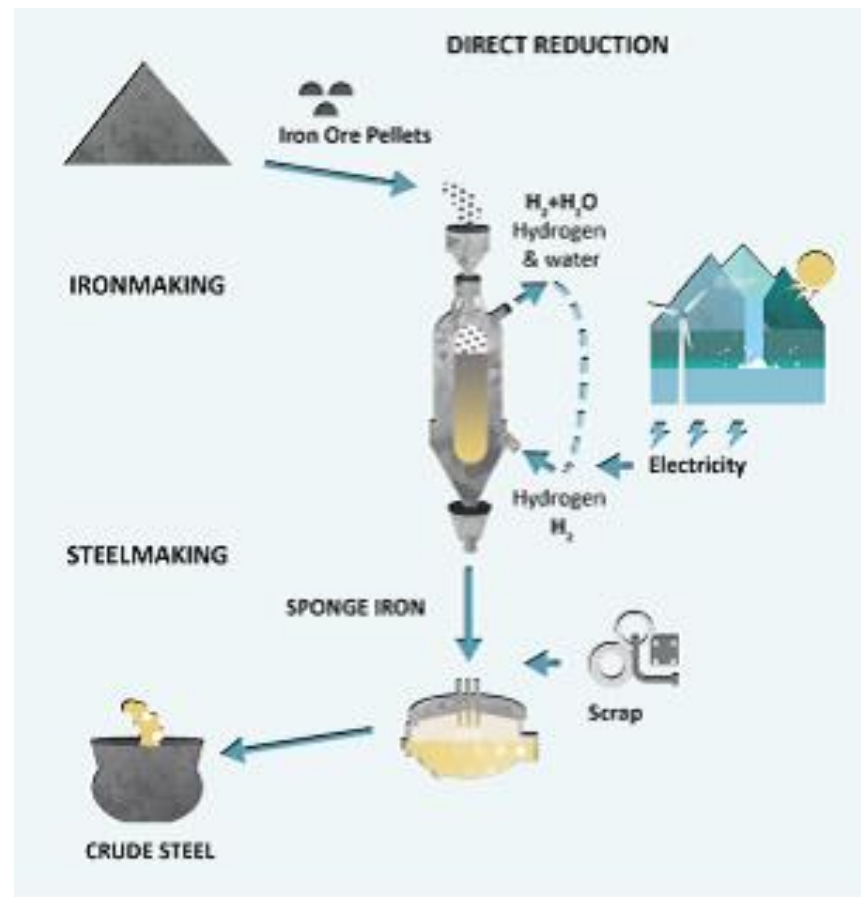 DIRECT REDUCTION
Iron Ore Pellets
H₂+H₂O
Hydrogen
& water
IRONMAKING
Electricity
Hydrogen
H₂
STEELMAKING
SPONGE IRON
Scrap
CRUDE STEEL